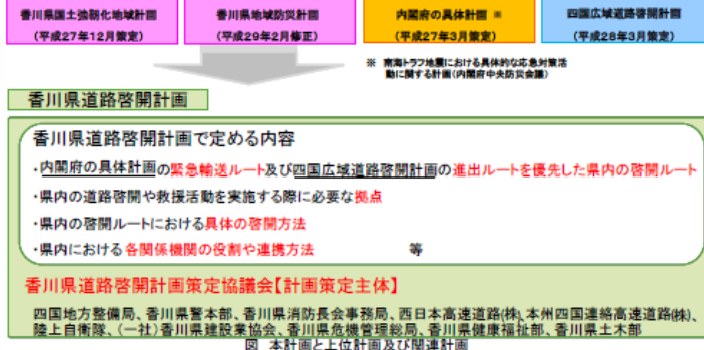 香川県国土強靱化地域計画 香川県地域防災計画 内閣府の具体計画 ※ 四国広域道路啓開計画
(平成27年12月策定) (平成29年2月修正) (平成27年3月策定) (平成28年3月策定)
※ 南海トラフ地震における具体的な応急対策活
動に関する計画(内閣府中央防災会議)
香川県道路啓開計画
香川県道路啓開計画で定める内容
・内閣府の具体計画の緊急輸送ルート及び四国広域道路啓開計画の進出ルートを優先した県内の啓開ルート
・県内の道路啓開や救援活動を実施する際に必要な拠点
・県内の啓開ルートにおける具体の啓開方法
・県内における各関係機関の役割や連携方法 等
香川県道路啓開計画策定協議会【計画策定主体】
四国地方整備局、香川県警本部、香川県消防長会事務局、西日本高速道路(株)、本州四国連絡高速道路(株)、
陸上自衛隊、(一社)香川県建設業協会、香川県危機管理総局、香川県健康福祉部、香川県土木部
図 本計画と上位計画及び関連計画